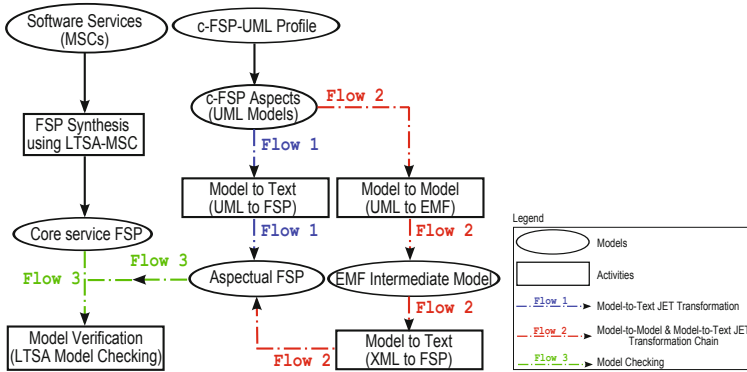 Software Services
(MSCs)
c-FSP-UML Profile
c-FSP Aspects
(UML Models)
Flow 2
FSP Synthesis
using LTSA-MSC
Flow 1
Model to Text
(UML to FSP)
Model to Model
(UML to EMF)
Core service FSP
Flow 1
Flow 2
Flow 3
Flow 3
Aspectual FSP
EMF Intermediate Model
Flow 2
Model Verification
(LTSA Model Checking)
Flow 2
Model to Text
(XML to FSP)
Legend
Models
Activities
Flow 1
Model-to-Text JET Transformation
Flow 2
Model-to-Model & Model-to-Text JET
Transformation Chain
Flow 3
Model Checking